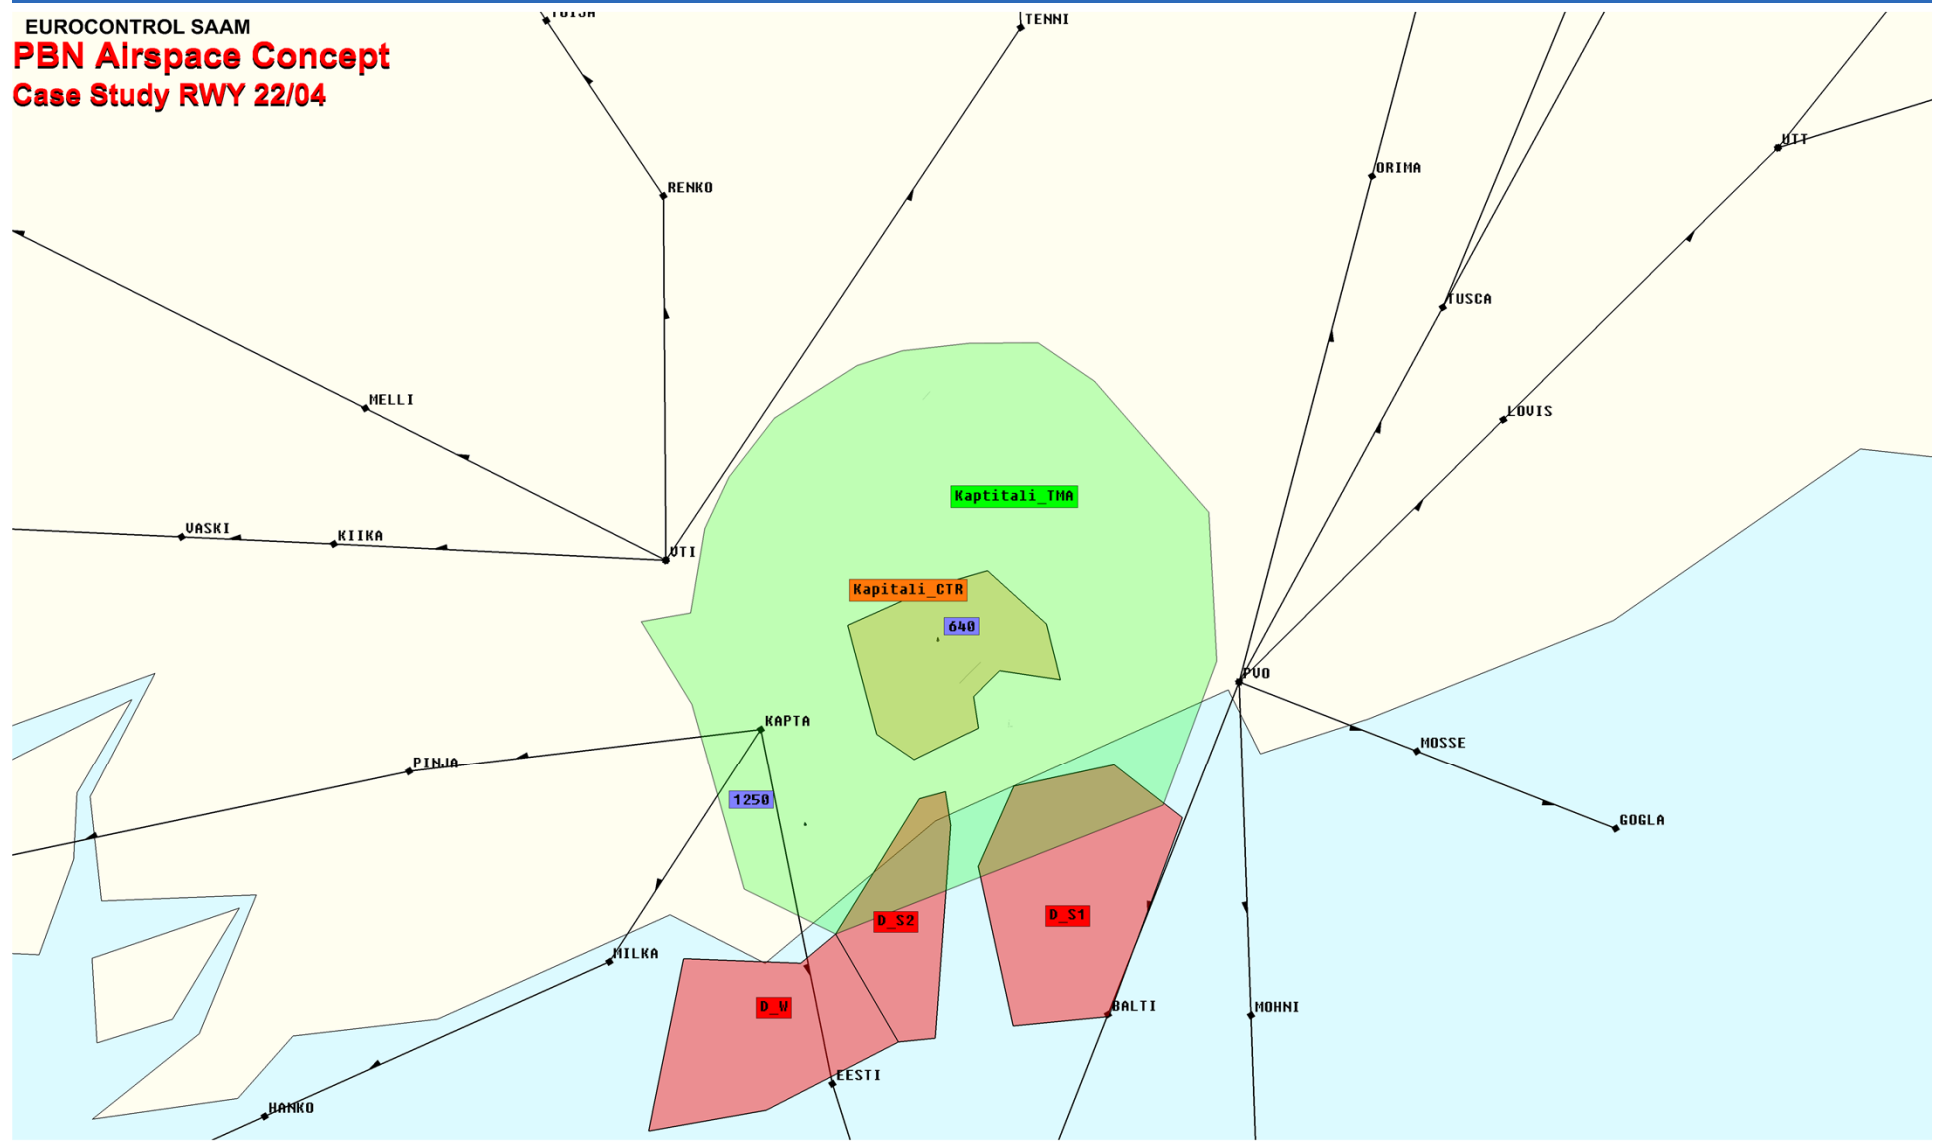 EUROCONTROL SAAM
PBN Airspace Concept
Case Study RWY 22/04
TENNI
UTT
ORIMA
RENKO
TUSCA
MELLI
LOVIS
Kaptitali_TMA
VASKI
KIIKA
VTI
Kapitali_CTR
640
PVO
KAPTA
MOSSE
PINJA
1250
GOGLA
D_S2
D_S1
MILKA
D_W
BALTI
MOHNI
EESTI
HANKO